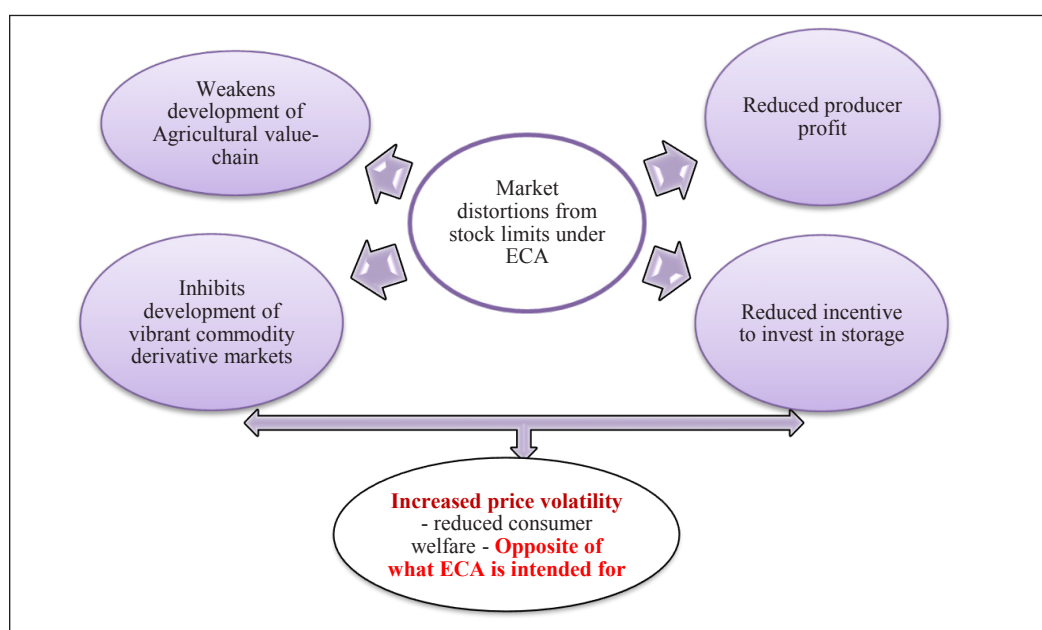 Weakens
development of
Agricultural value-
chain
Reduced producer
profit
Market
distortions from
stock limits under
ECA
Inhibits
development of
vibrant commodity
derivative markets
Reduced incentive
to invest in storage
Increased price volatility
- reduced consumer
welfare - Opposite of
what ECA is intended for